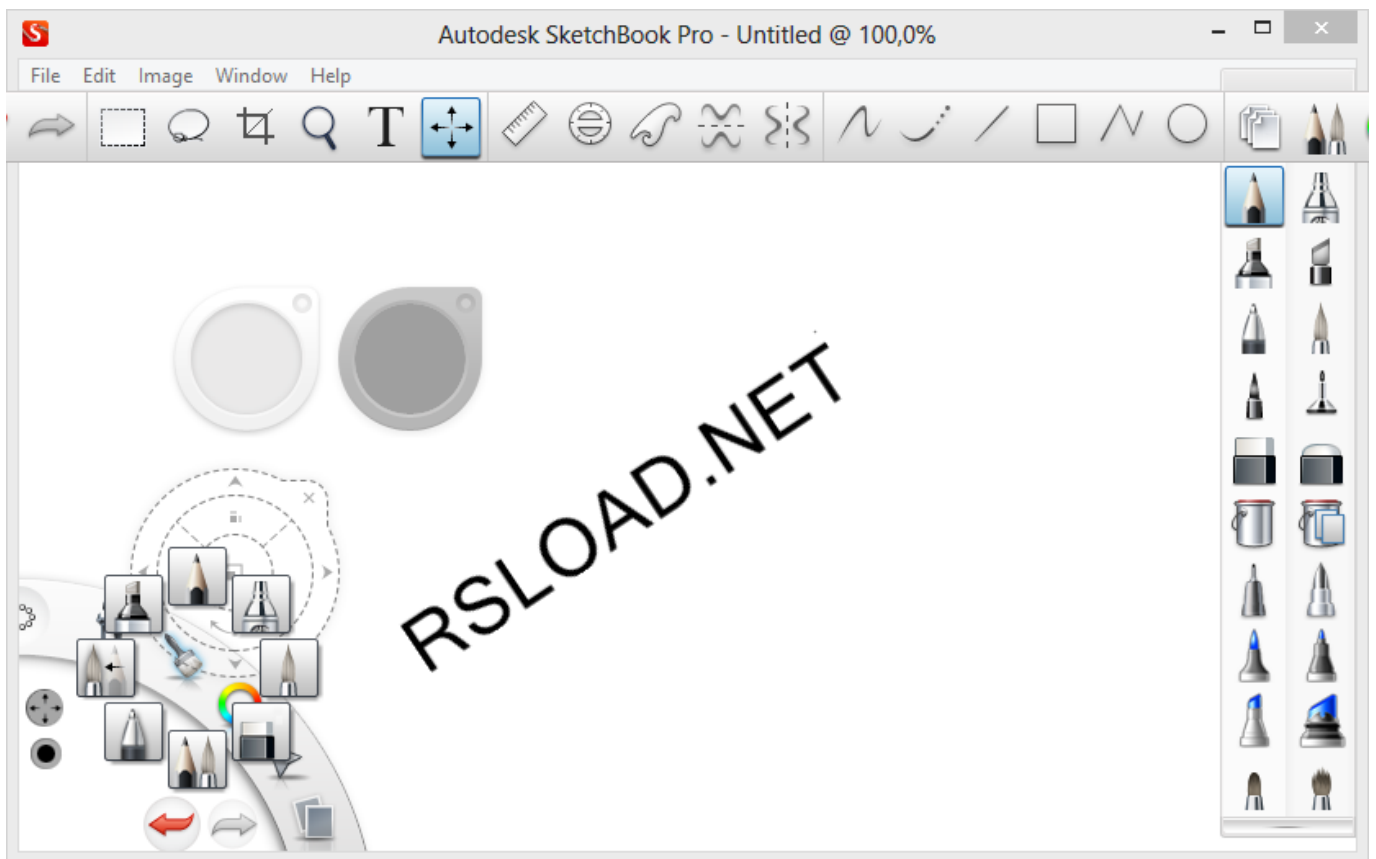 Autodesk SketchBook Pro - Untitled @ 100,0%
File Edit Image Window Help
T
RSLOAD.NET